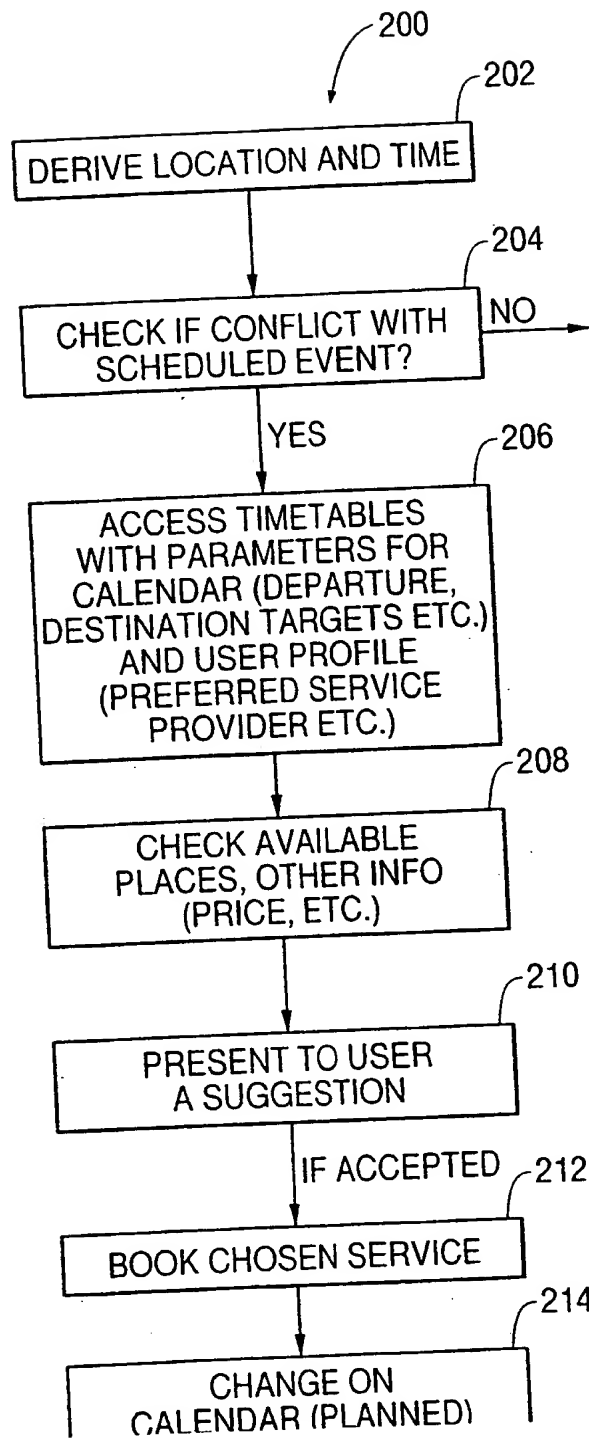 200
202
DERIVE LOCATION AND TIME
204
CHECK IF CONFLICT WITH
SCHEDULED EVENT?
NO
YES
206
ACCESS TIMETABLES
WITH PARAMETERS FOR
CALENDAR (DEPARTURE,
DESTINATION TARGETS ETC.)
AND USER PROFILE
(PREFERRED SERVICE
PROVIDER ETC.)
208
CHECK AVAILABLE
PLACES, OTHER INFO
(PRICE, ETC.)
210
PRESENT TO USER
A SUGGESTION
IF ACCEPTED
212
BOOK CHOSEN SERVICE
214
CHANGE ON
CALENDAR (PLANNED)